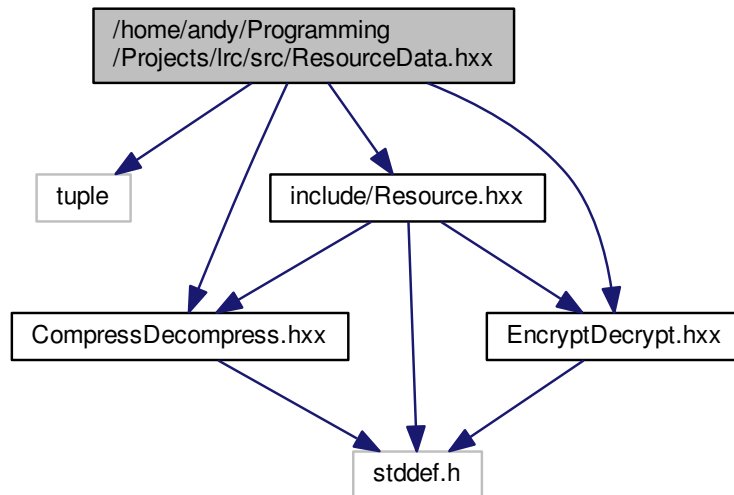 /home/andy/Programming
/Projects/lrc/src/ResourceData.hxx
tuple
include/Resource.hxx
CompressDecompress.hxx
EncryptDecrypt.hxx
stddef.h